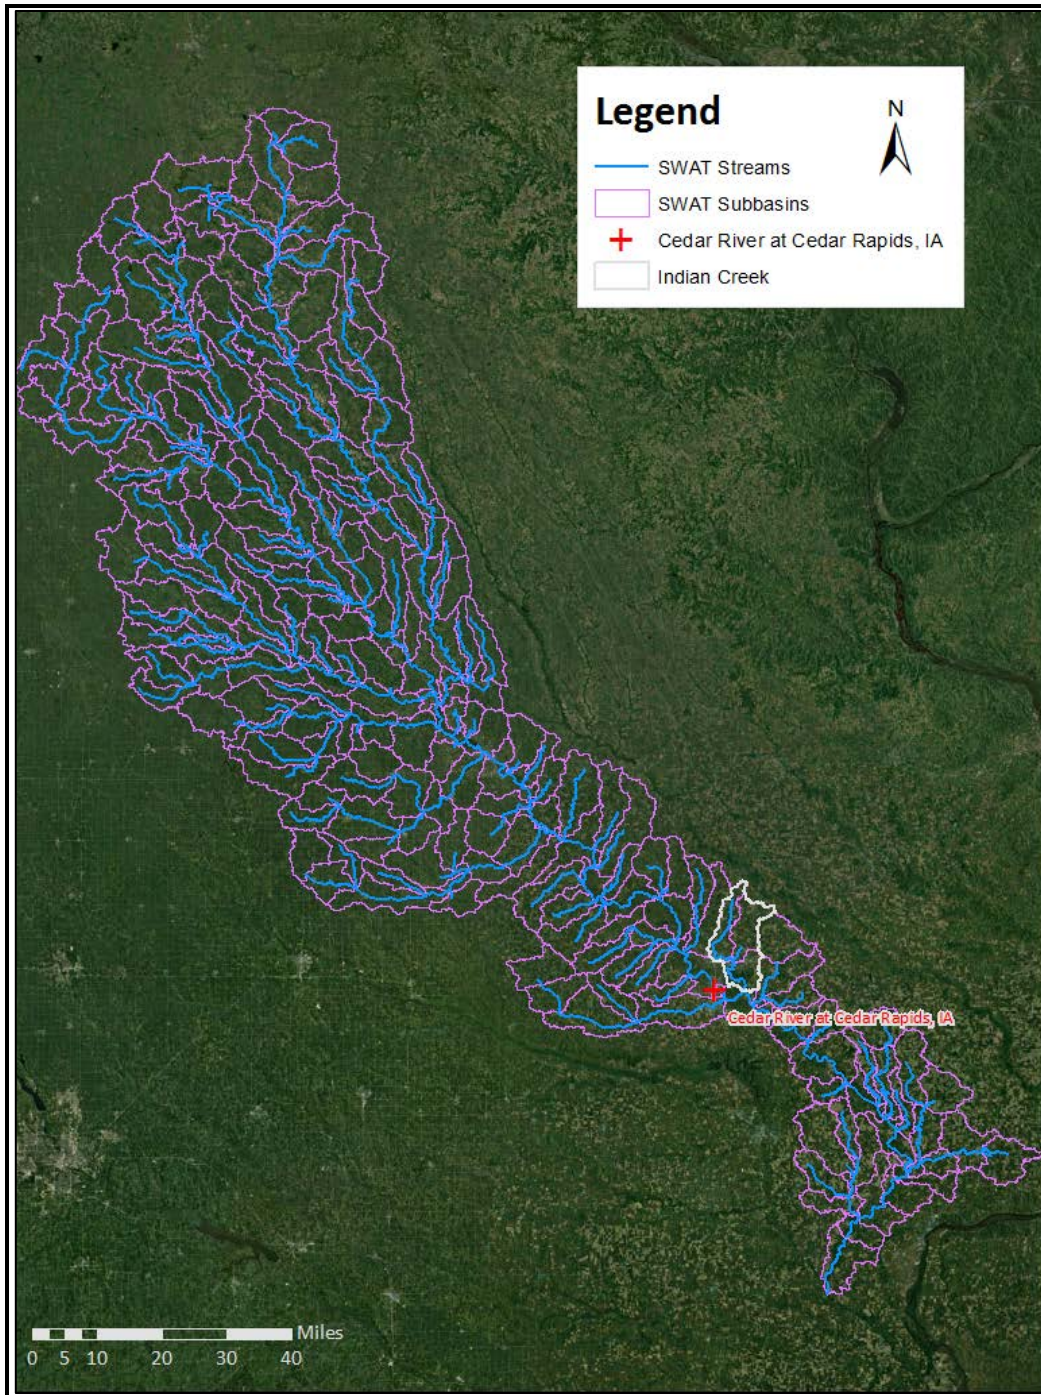 Legend
N
SWAT Streams
SWAT Subbasins
Cedar River at Cedar Rapids, IA
Indian Creek
Cedar River at Cedar Rapids, IA
Miles
0 5 10 20 30 40